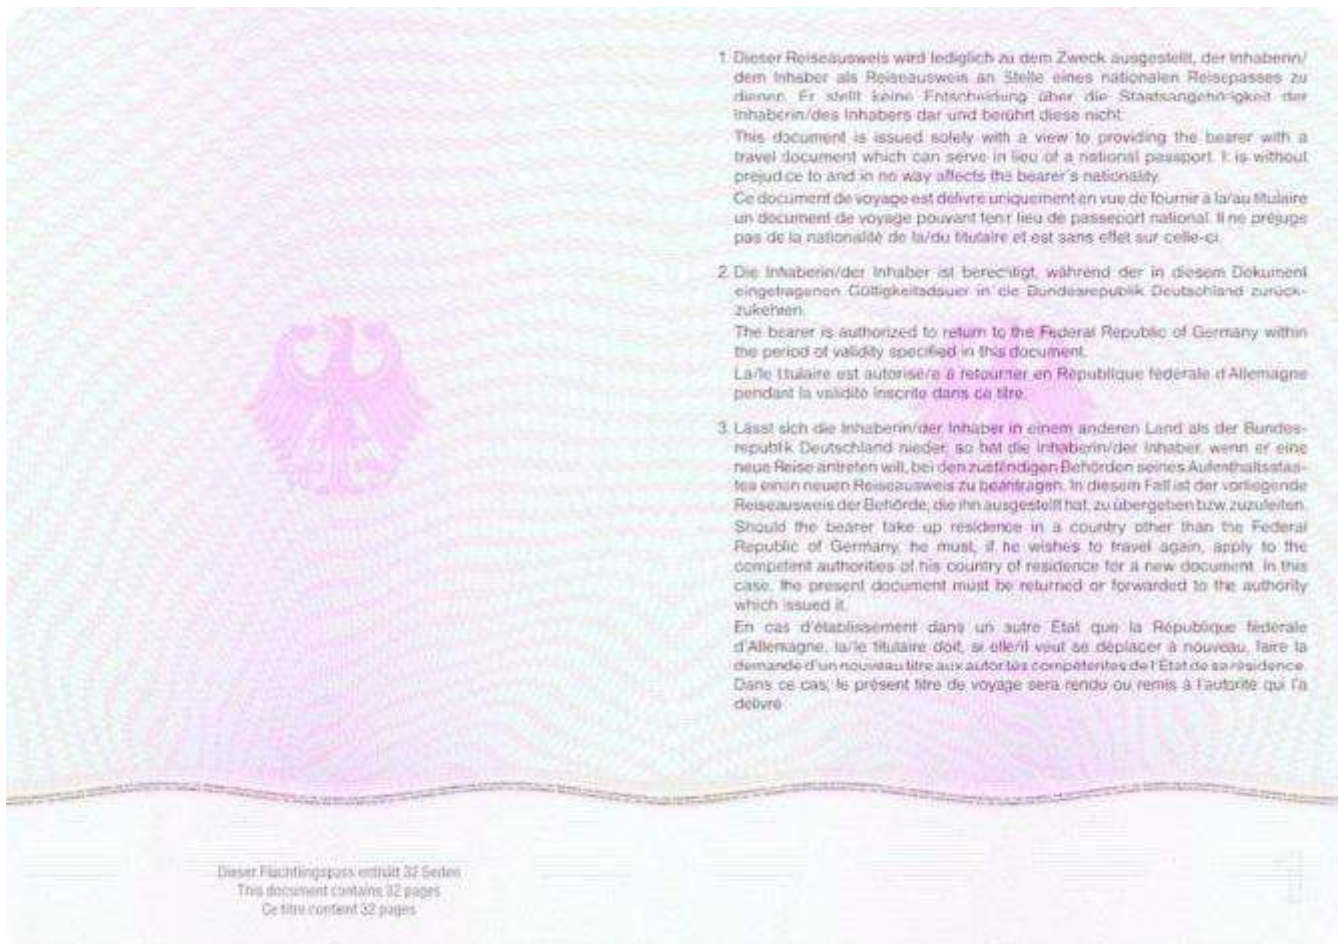 1. Dieser Reiseausweis wird lediglich zu dem Zweck ausgestellt, der Inhaberin/
dem Inhaber als Reiseausweis an Stelle eines nationalen Reisepasses zu
dienen. Er stellt keine Entscheidung über die Staatsangehörigkeit der
Inhaberin/des Inhabers dar und berührt diese nicht.
This document is issued solely with a view to providing the bearer with a
travel document which can serve in lieu of a national passport. It is without
prejudice to and in no way affects the bearer's nationality.
Ce document de voyage est délivré uniquement en vue de fournir à la/au titulaire
un document de voyage pouvant tenir lieu de passeport national. Il ne préjuge
pas de la nationalité de la/du titulaire et est sans effet sur celle-ci.
2. Die Inhaberin/der Inhaber ist berechtigt, während der in diesem Dokument
eingetragenen Gültigkeitsdauer in die Bundesrepublik Deutschland zurück-
zukehren.
The bearer is authorized to return to the Federal Republic of Germany within
the period of validity specified in this document.
La/le titulaire est autorisé/e à retourner en République fédérale d'Allemagne
pendant la validité inscrite dans ce titre.
3. Lässt sich die Inhaberin/der Inhaber in einem anderen Land als der Bundes-
republik Deutschland nieder, so hat die Inhaberin/der Inhaber, wenn er eine
neue Reise antreten will, bei den zuständigen Behörden seines Aufenthaltsstaa-
tes einen neuen Reiseausweis zu beantragen. In diesem Fall ist der vorliegende
Reiseausweis der Behörde, die ihn ausgestellt hat, zu übergeben bzw. zuzuleiten.
Should the bearer take up residence in a country other than the Federal
Republic of Germany, he must, if he wishes to travel again, apply to the
competent authorities of his country of residence for a new document. In this
case, the present document must be returned or forwarded to the authority
which issued it.
En cas d'établissement dans un autre État que la République fédérale
d'Allemagne, la/le titulaire doit, si elle/il veut se déplacer à nouveau, faire la
demande d'un nouveau titre aux autorités compétentes de l'État de sa résidence.
Dans ce cas, le présent titre de voyage sera rendu ou remis à l'autorité qui l'a
délivré.
Dieser Flüchtlingspass enthält 32 Seiten
This document contains 32 pages
Ce titre contient 32 pages
1